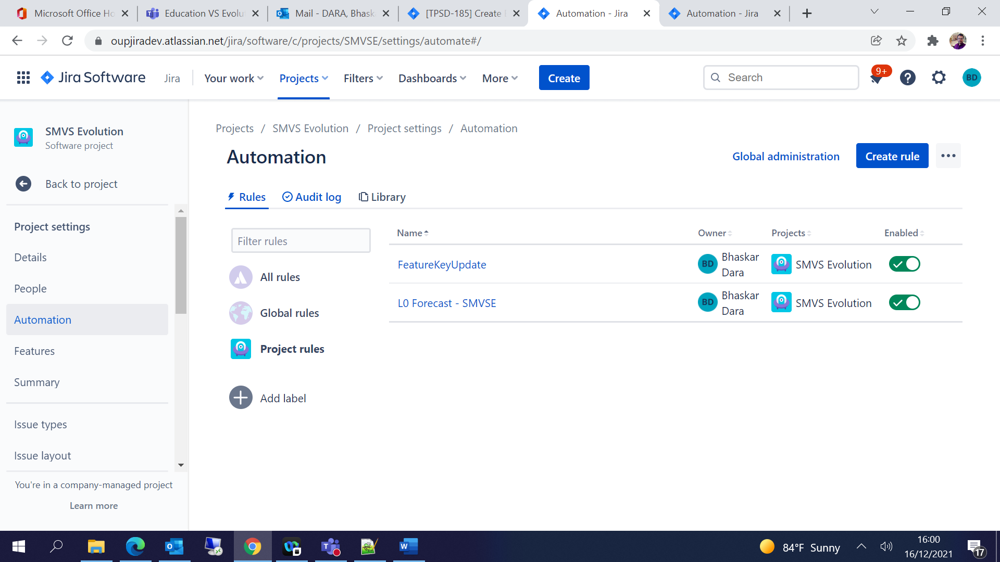 Microsoft Office Ho
Education VS Evolu
Mail - DARA, Bhask
[TPSD-185] Create
Automation - Jira
Automation - Jira
oupjiradev.atlassian.net/jira/software/c/projects/SMVSE/settings/automate#/
Jira Software
Jira
Your work
Projects
Filters
Dashboards
More
Create
Search
9+
BD
SMVS Evolution
Software project
Back to project
Project settings
Details
People
Automation
Features
Summary
Issue types
Issue layout
You're in a company-managed project
Learn more
Projects / SMVS Evolution / Project settings / Automation
Automation
Global administration
Create rule
Rules
Audit log
Library
Filter rules
All rules
Global rules
Project rules
Add label
Name Owner Projects Enabled
FeatureKeyUpdate BD Bhaskar Dara SMVS Evolution
L0 Forecast - SMVSE BD Bhaskar Dara SMVS Evolution
84°F Sunny
16:00
16/12/2021
17